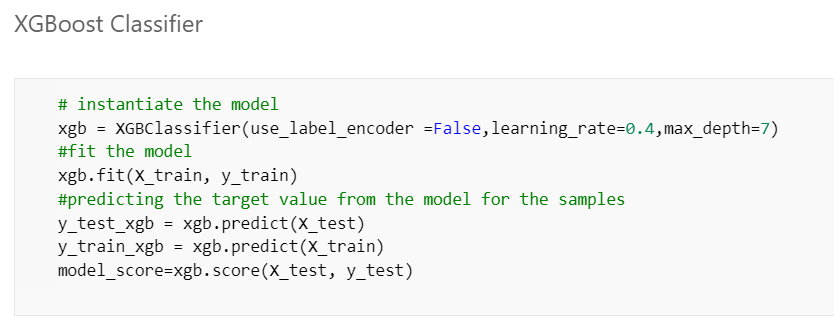 XGBoost Classifier
# instantiate the model
xgb = XGBClassifier(use_label_encoder =False,learning_rate=0.4,max_depth=7)
#fit the model
xgb.fit(X_train, y_train)
#predicting the target value from the model for the samples
y_test_xgb = xgb.predict(X_test)
y_train_xgb = xgb.predict(X_train)
model_score=xgb.score(X_test, y_test)